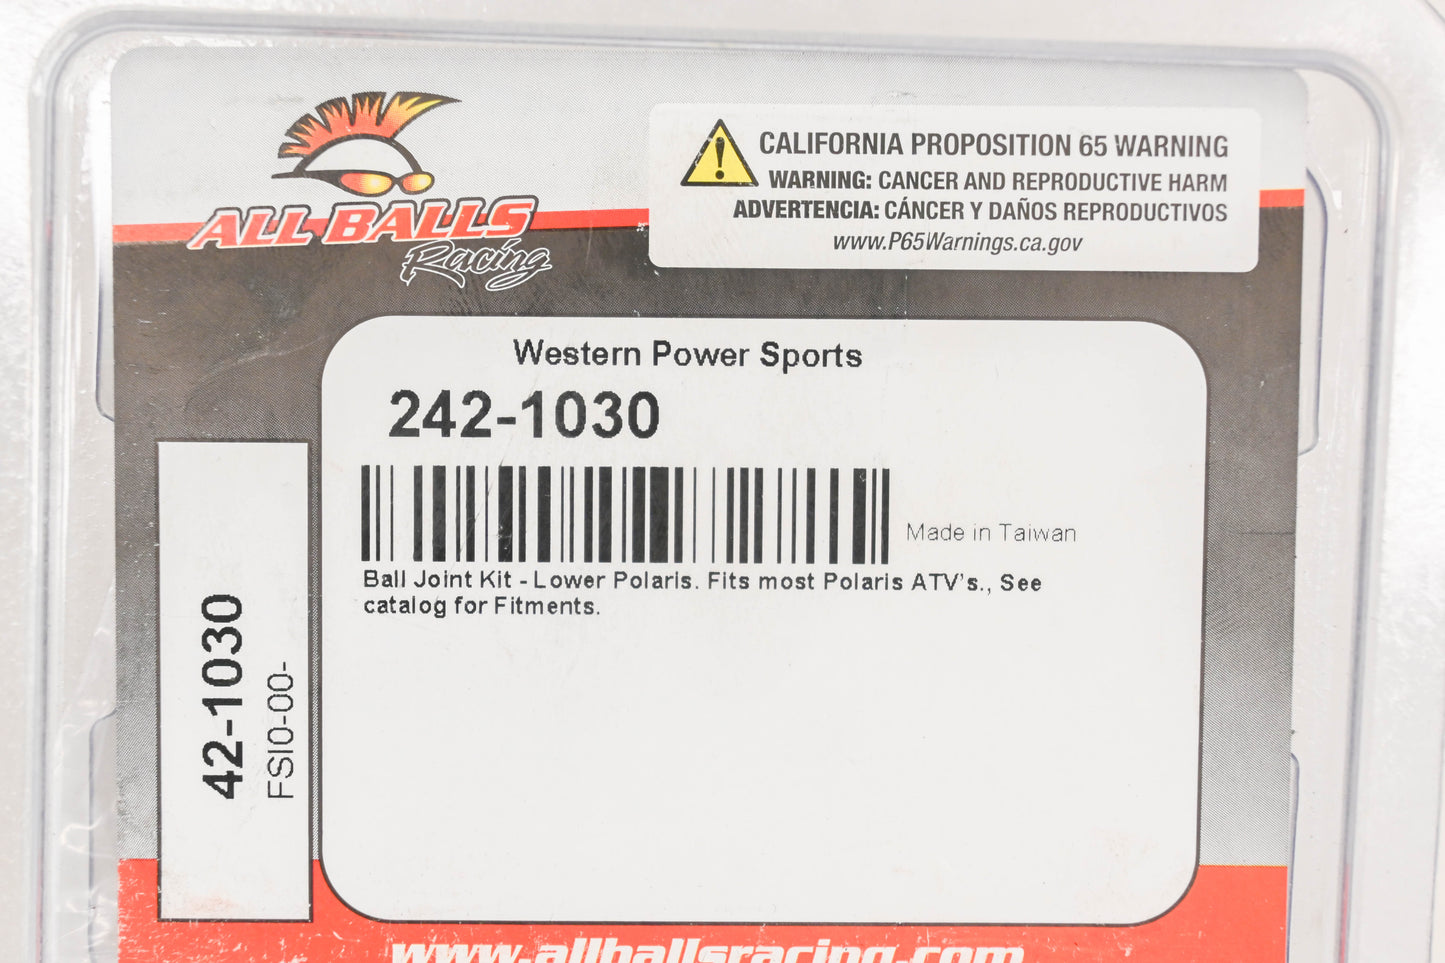 ALL BALLS
Racing
CALIFORNIA PROPOSITION 65 WARNING
WARNING: CANCER AND REPRODUCTIVE HARM
ADVERTENCIA: CÁNCER Y DAÑOS REPRODUCTIVOS
www.P65Warnings.ca.gov
Western Power Sports
242-1030
Made in Taiwan
Ball Joint Kit - Lower Polaris. Fits most Polaris ATV's., See
catalog for Fitments.
42-1030
FSI0-00-
www.allballsracing.com